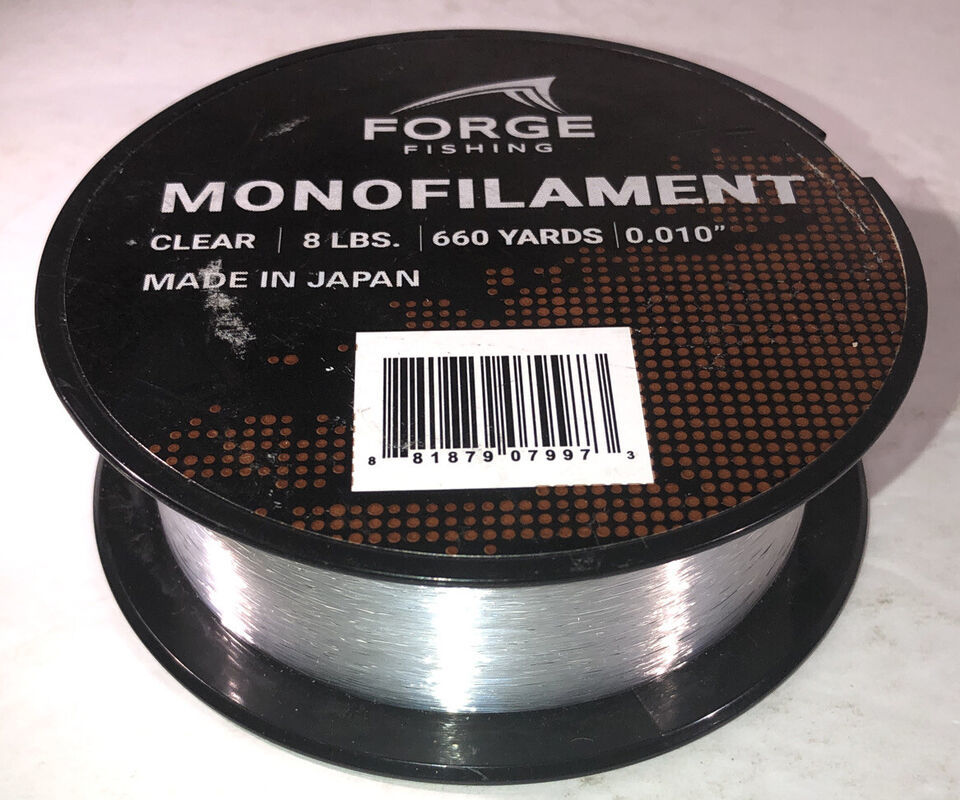 FORGE
FISHING
MONOFILAMENT
CLEAR | 8 LBS. | 660 YARDS | 0.010”
MADE IN JAPAN
8 81879 07997 3